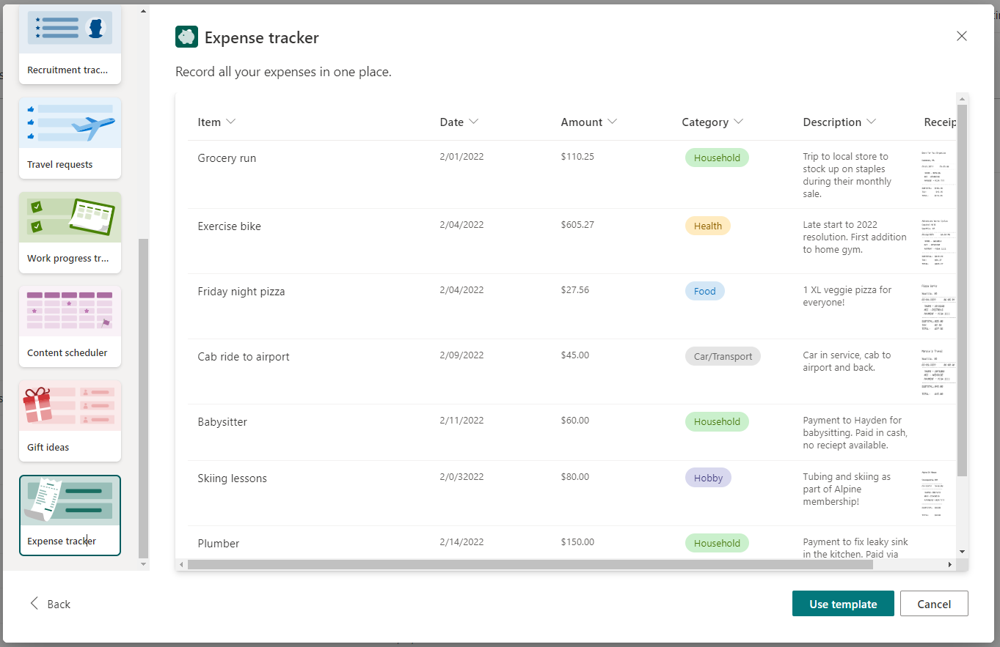 Recruitment trac...
Travel requests
Work progress tr...
Content scheduler
Gift ideas
Expense tracker
Expense tracker
Record all your expenses in one place.
Item Date Amount Category Description Receip
Grocery run 2/01/2022 $110.25 Household Trip to local store to
stock up on staples
during their monthly
sale.
Exercise bike 2/04/2022 $605.27 Health Late start to 2022
resolution. First addition
to home gym.
Friday night pizza 2/04/2022 $27.56 Food 1 XL veggie pizza for
everyone!
Cab ride to airport 2/09/2022 $45.00 Car/Transport Car in service, cab to
airport and back.
Babysitter 2/11/2022 $60.00 Household Payment to Hayden for
babysitting. Paid in cash,
no reciept available.
Skiing lessons 2/0/32022 $80.00 Hobby Tubing and skiing as
part of Alpine
membership!
Plumber 2/14/2022 $150.00 Household Payment to fix leaky sink
in the kitchen. Paid via
Back
Use template Cancel